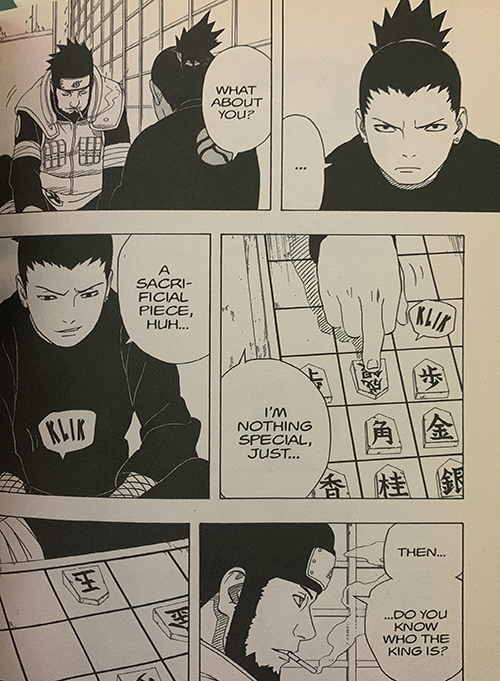 ...
WHAT
ABOUT
YOU?
KLIK
歩
角
金
香
桂
銀
I'M
NOTHING
SPECIAL,
JUST...
A
SACRI-
FICIAL
PIECE,
HUH...
KLIK
THEN...
...DO YOU
KNOW
WHO THE
KING IS?
王
金